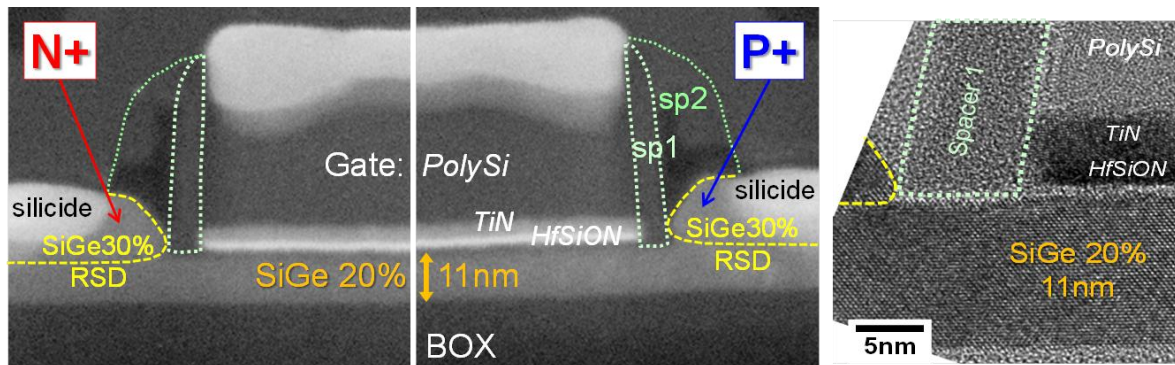 N+
P+
sp2
sp1
Gate: PolySi
silicide
silicide
TiN
HfSiON
SiGe30%
RSD
SiGe30%
RSD
SiGe 20%
11nm
BOX
PolySi
Spacer 1
TiN
HfSiON
SiGe 20%
11nm
5nm